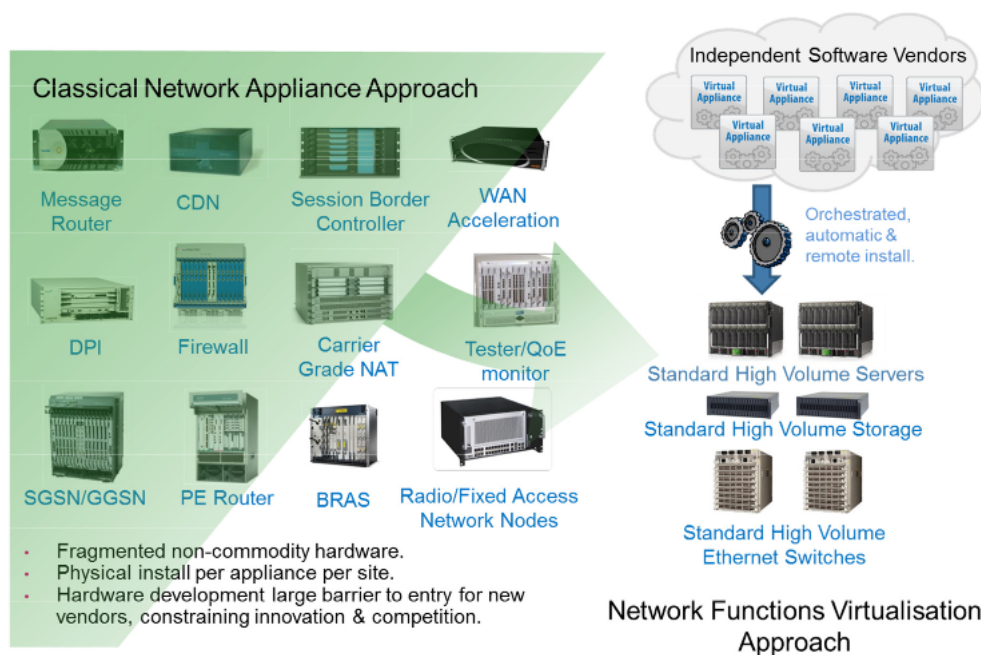 Classical Network Appliance Approach
Message
Router
CDN
Session Border
Controller
WAN
Acceleration
DPI
Firewall
Carrier
Grade NAT
Tester/QoE
monitor
SGSN/GGSN
PE Router
BRAS
Radio/Fixed Access
Network Nodes
• Fragmented non-commodity hardware.
• Physical install per appliance per site.
• Hardware development large barrier to entry for new
vendors, constraining innovation & competition.
Independent Software Vendors
Virtual
Appliance
Virtual
Appliance
Virtual
Appliance
Virtual
Appliance
Virtual
Appliance
Virtual
Appliance
Virtual
Appliance
Orchestrated,
automatic &
remote install.
Standard High Volume Servers
Standard High Volume Storage
Standard High Volume
Ethernet Switches
Network Functions Virtualisation
Approach